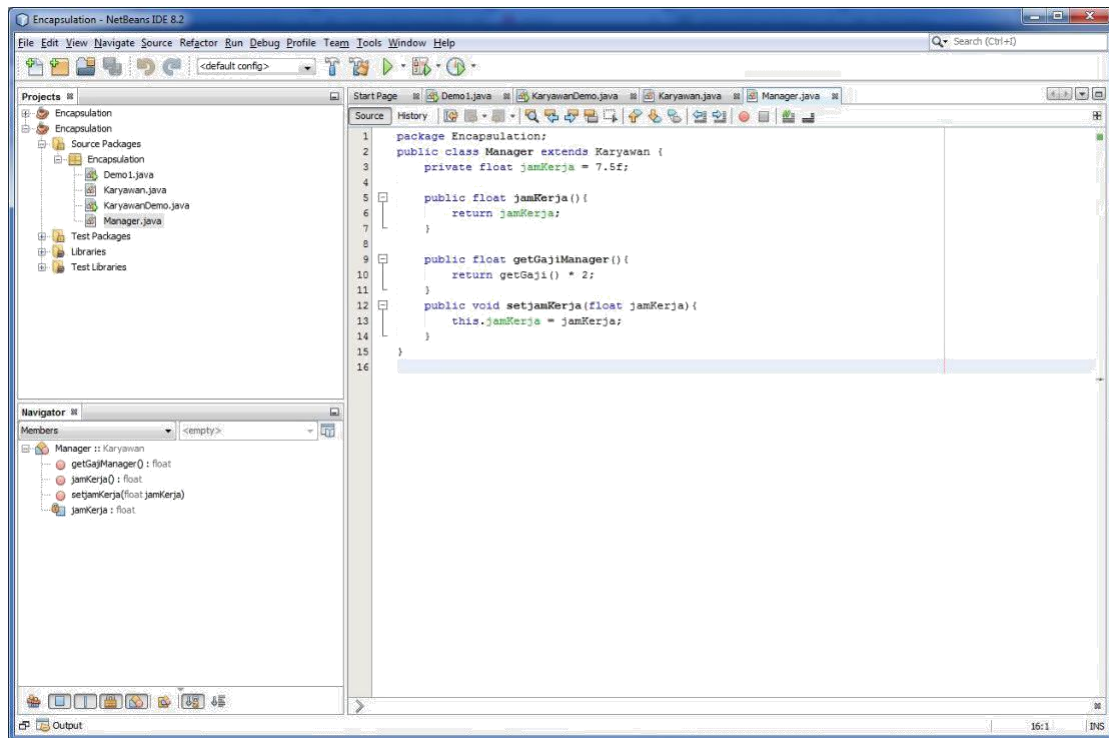 Encapsulation - NetBeans IDE 8.2
File Edit View Navigate Source Refactor Run Debug Profile Team Tools Window Help
Search (Ctrl+I)
<default config>
Projects
Encapsulation
Encapsulation
Source Packages
Encapsulation
Demo1.java
Karyawan.java
KaryawanDemo.java
Manager.java
Test Packages
Libraries
Test Libraries
Navigator
Members <empty>
Manager :: Karyawan
getGajiManager() : float
jamKerja() : float
setjamKerja(float jamKerja)
jamKerja : float
Start Page Demo1.java KaryawanDemo.java Karyawan.java Manager.java
Source History
1 package Encapsulation;
2 public class Manager extends Karyawan {
3 private float jamKerja = 7.5f;
4
5 public float jamKerja(){
6 return jamKerja;
7 }
8
9 public float getGajiManager(){
10 return getGaji() * 2;
11 }
12 public void setjamKerja(float jamKerja){
13 this.jamKerja = jamKerja;
14 }
15 }
16
Output
16:1 INS